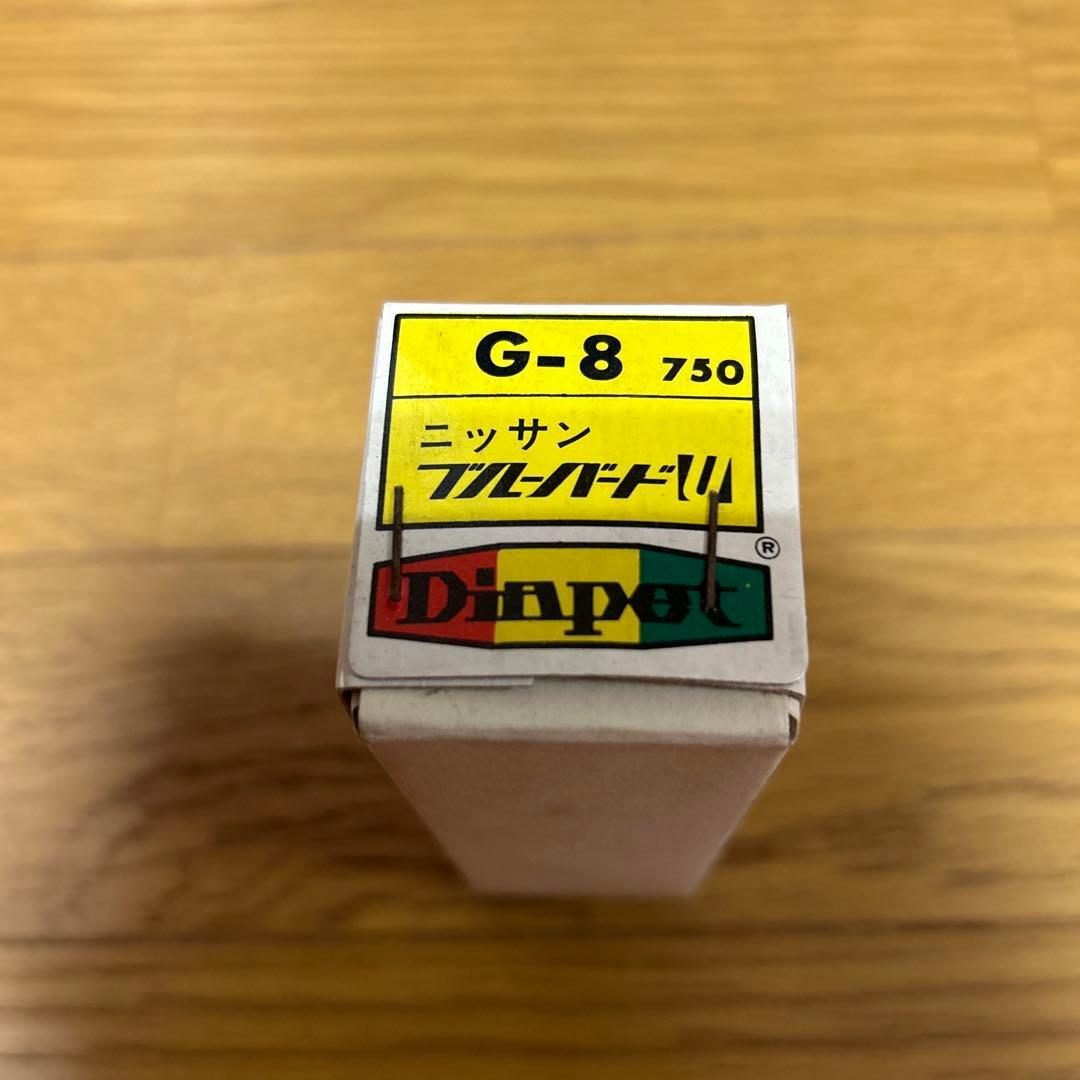 G-8 750
ニッサン
ブルーバードU
Diapet
®